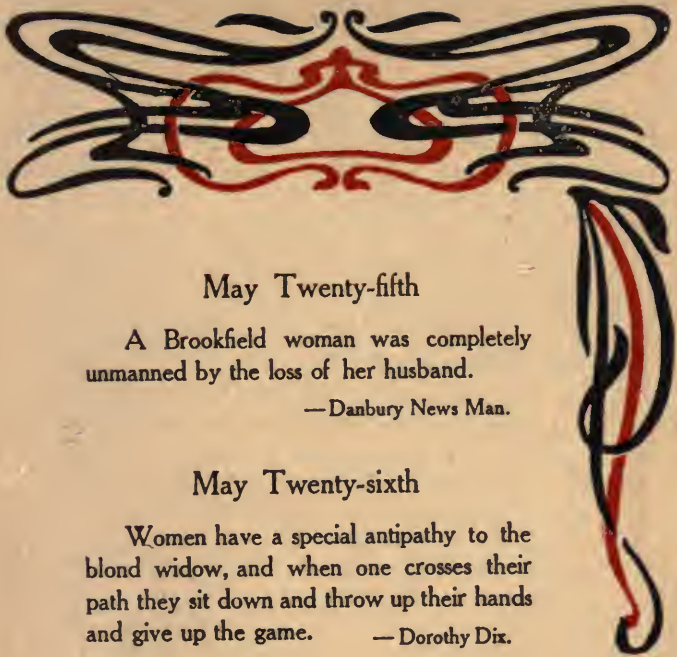 May Twenty-fifth
A Brookfield woman was completely
unmanned by the loss of her husband.
—Danbury News Man.
May Twenty-sixth
Women have a special antipathy to the
blond widow, and when one crosses their
path they sit down and throw up their hands
and give up the game. —Dorothy Dix.